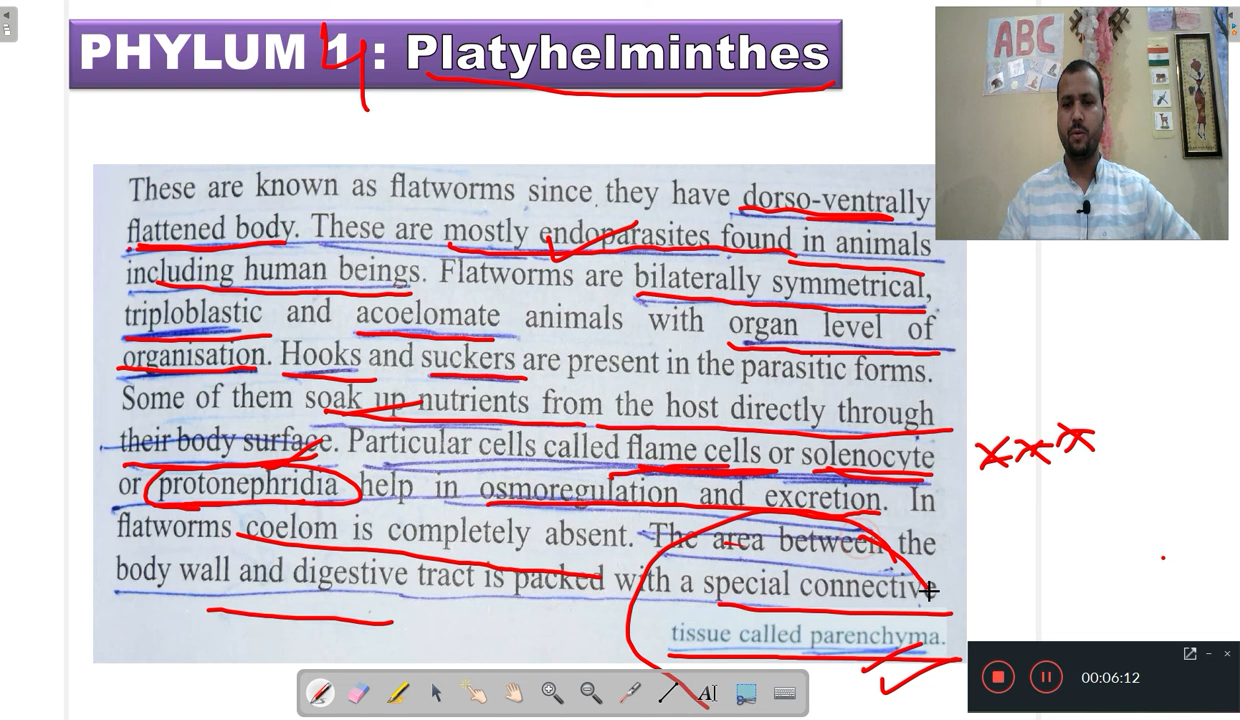 PHYLUM 1 : Platyhelminthes
4
ABC
These are known as flatworms since they have dorso-ventrally
flattened body. These are mostly endoparasites found in animals
including human beings. Flatworms are bilaterally symmetrical,
triploblastic and acoelomate animals with organ level of
organisation. Hooks and suckers are present in the parasitic forms.
Some of them soak up nutrients from the host directly through
their body surface. Particular cells called flame cells or solenocyte
or protonephridia help in osmoregulation and excretion. In
flatworms coelom is completely absent. The area between the
body wall and digestive tract is packed with a special connective
tissue called parenchyma.
00:06:12